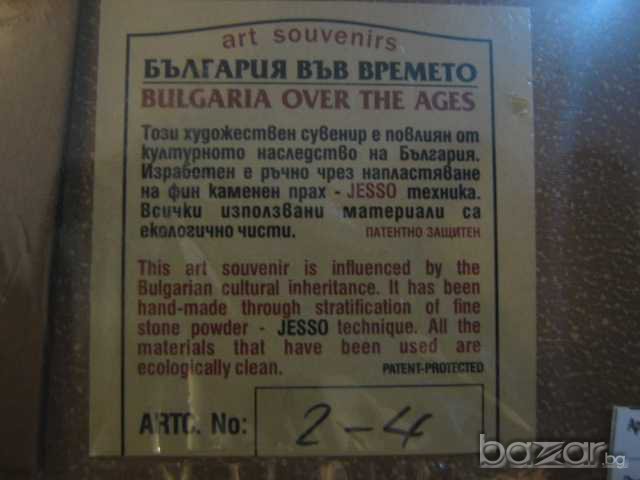 art souvenirs
БЪЛГАРИЯ ВЪВ ВРЕМЕТО
BULGARIA OVER THE AGES
Този художествен сувенир е повлиян от
културното наследство на България.
Изработен е ръчно чрез напластяване
на фин каменен прах - JESSO техника.
Всички използвани материали са
екологично чисти. ПАТЕНТНО ЗАЩИТЕН
This art souvenir is influenced by the
Bulgarian cultural inheritance. It has been
hand-made through stratification of fine
stone powder - JESSO technique. All the
materials that have been used are
ecologically clean. PATENT-PROTECTED
ARTC. No: 2-4
bazar.bg